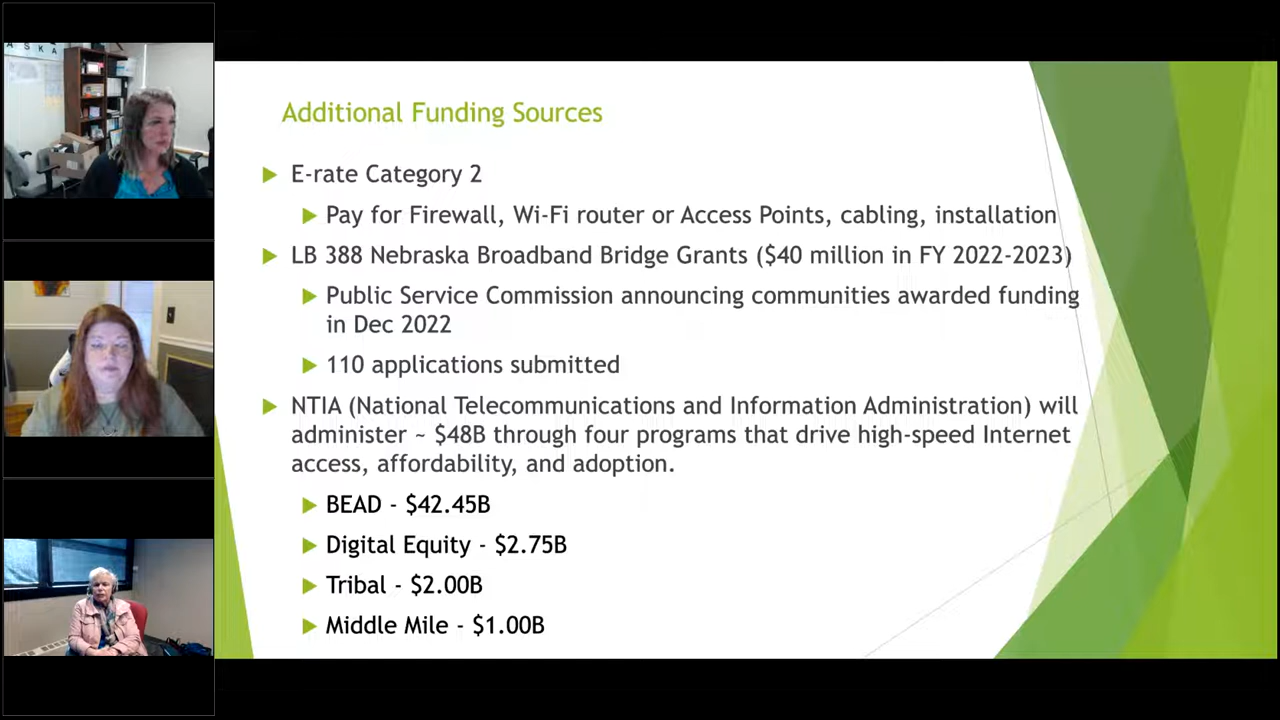 ASKA
Additional Funding Sources
E-rate Category 2
Pay for Firewall, Wi-Fi router or Access Points, cabling, installation
LB 388 Nebraska Broadband Bridge Grants ($40 million in FY 2022-2023)
Public Service Commission announcing communities awarded funding
in Dec 2022
110 applications submitted
NTIA (National Telecommunications and Information Administration) will
administer ~ $48B through four programs that drive high-speed Internet
access, affordability, and adoption.
BEAD - $42.45B
Digital Equity - $2.75B
Tribal - $2.00B
Middle Mile - $1.00B